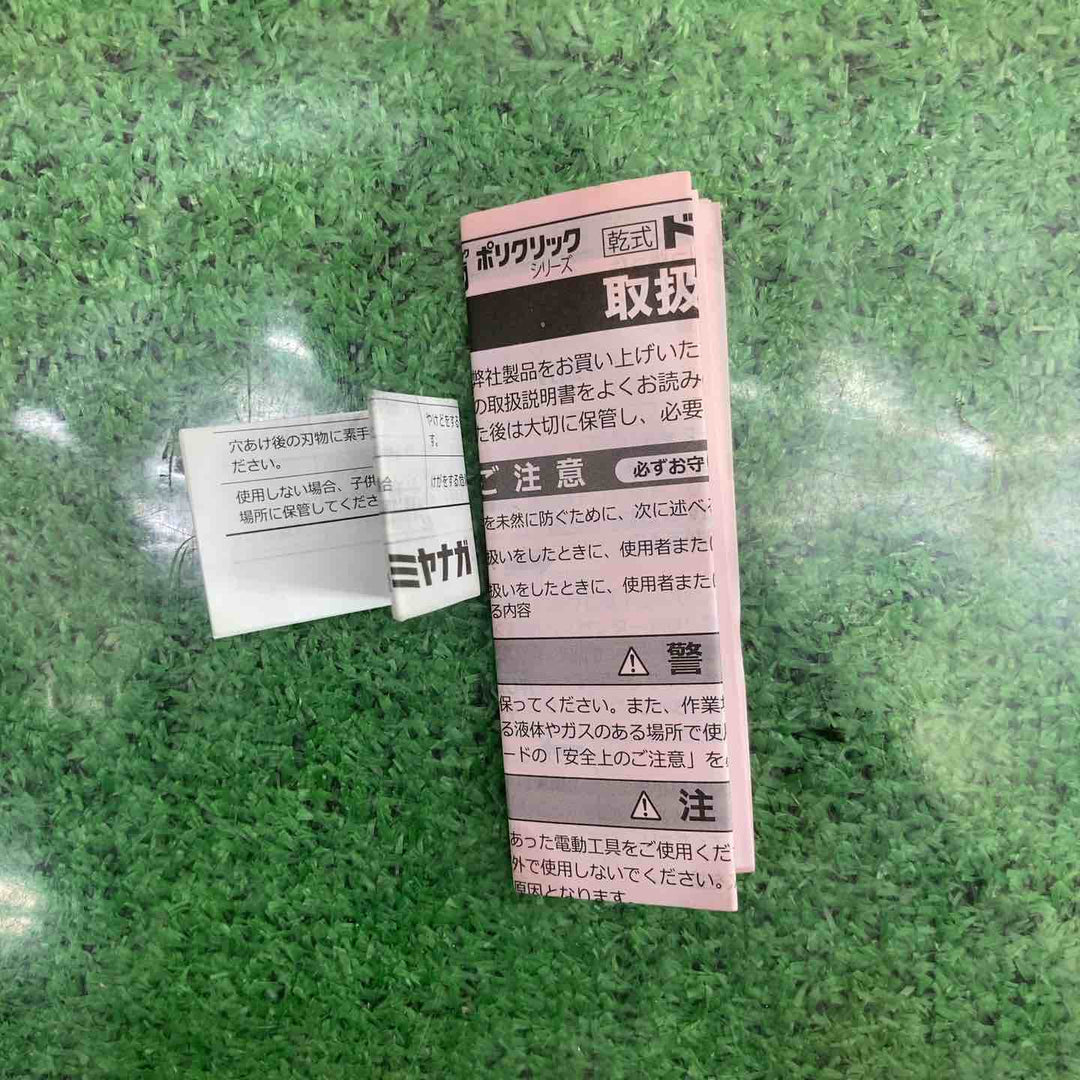 ポリクリック
シリーズ
乾式
取扱
弊社製品をお買い上げいた
の取扱説明書をよくお読み
た後は大切に保管し、必要
ご注意
必ずお守
を未然に防ぐために、次に述べ
扱いをしたときに、使用者また
扱いをしたときに、使用者また
る内容
警
保ってください。また、作業
る液体やガスのある場所で使
ードの「安全上のご注意」を
注
あった電動工具をご使用くだ
外で使用しないでください。
原因となります。
穴あけ後の刃物に素手
ださい。
使用しない場合、子供
場所に保管してくださ
やけどをする
す。
合
けがをする危
ミヤナガ